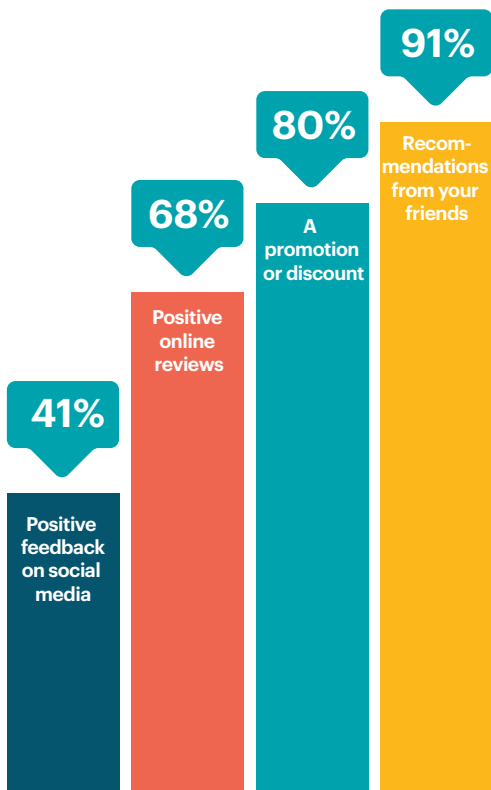 41%
Positive
feedback
on social
media
68%
Positive
online
reviews
80%
A
promotion
or discount
91%
Recom-
mendations
from your
friends